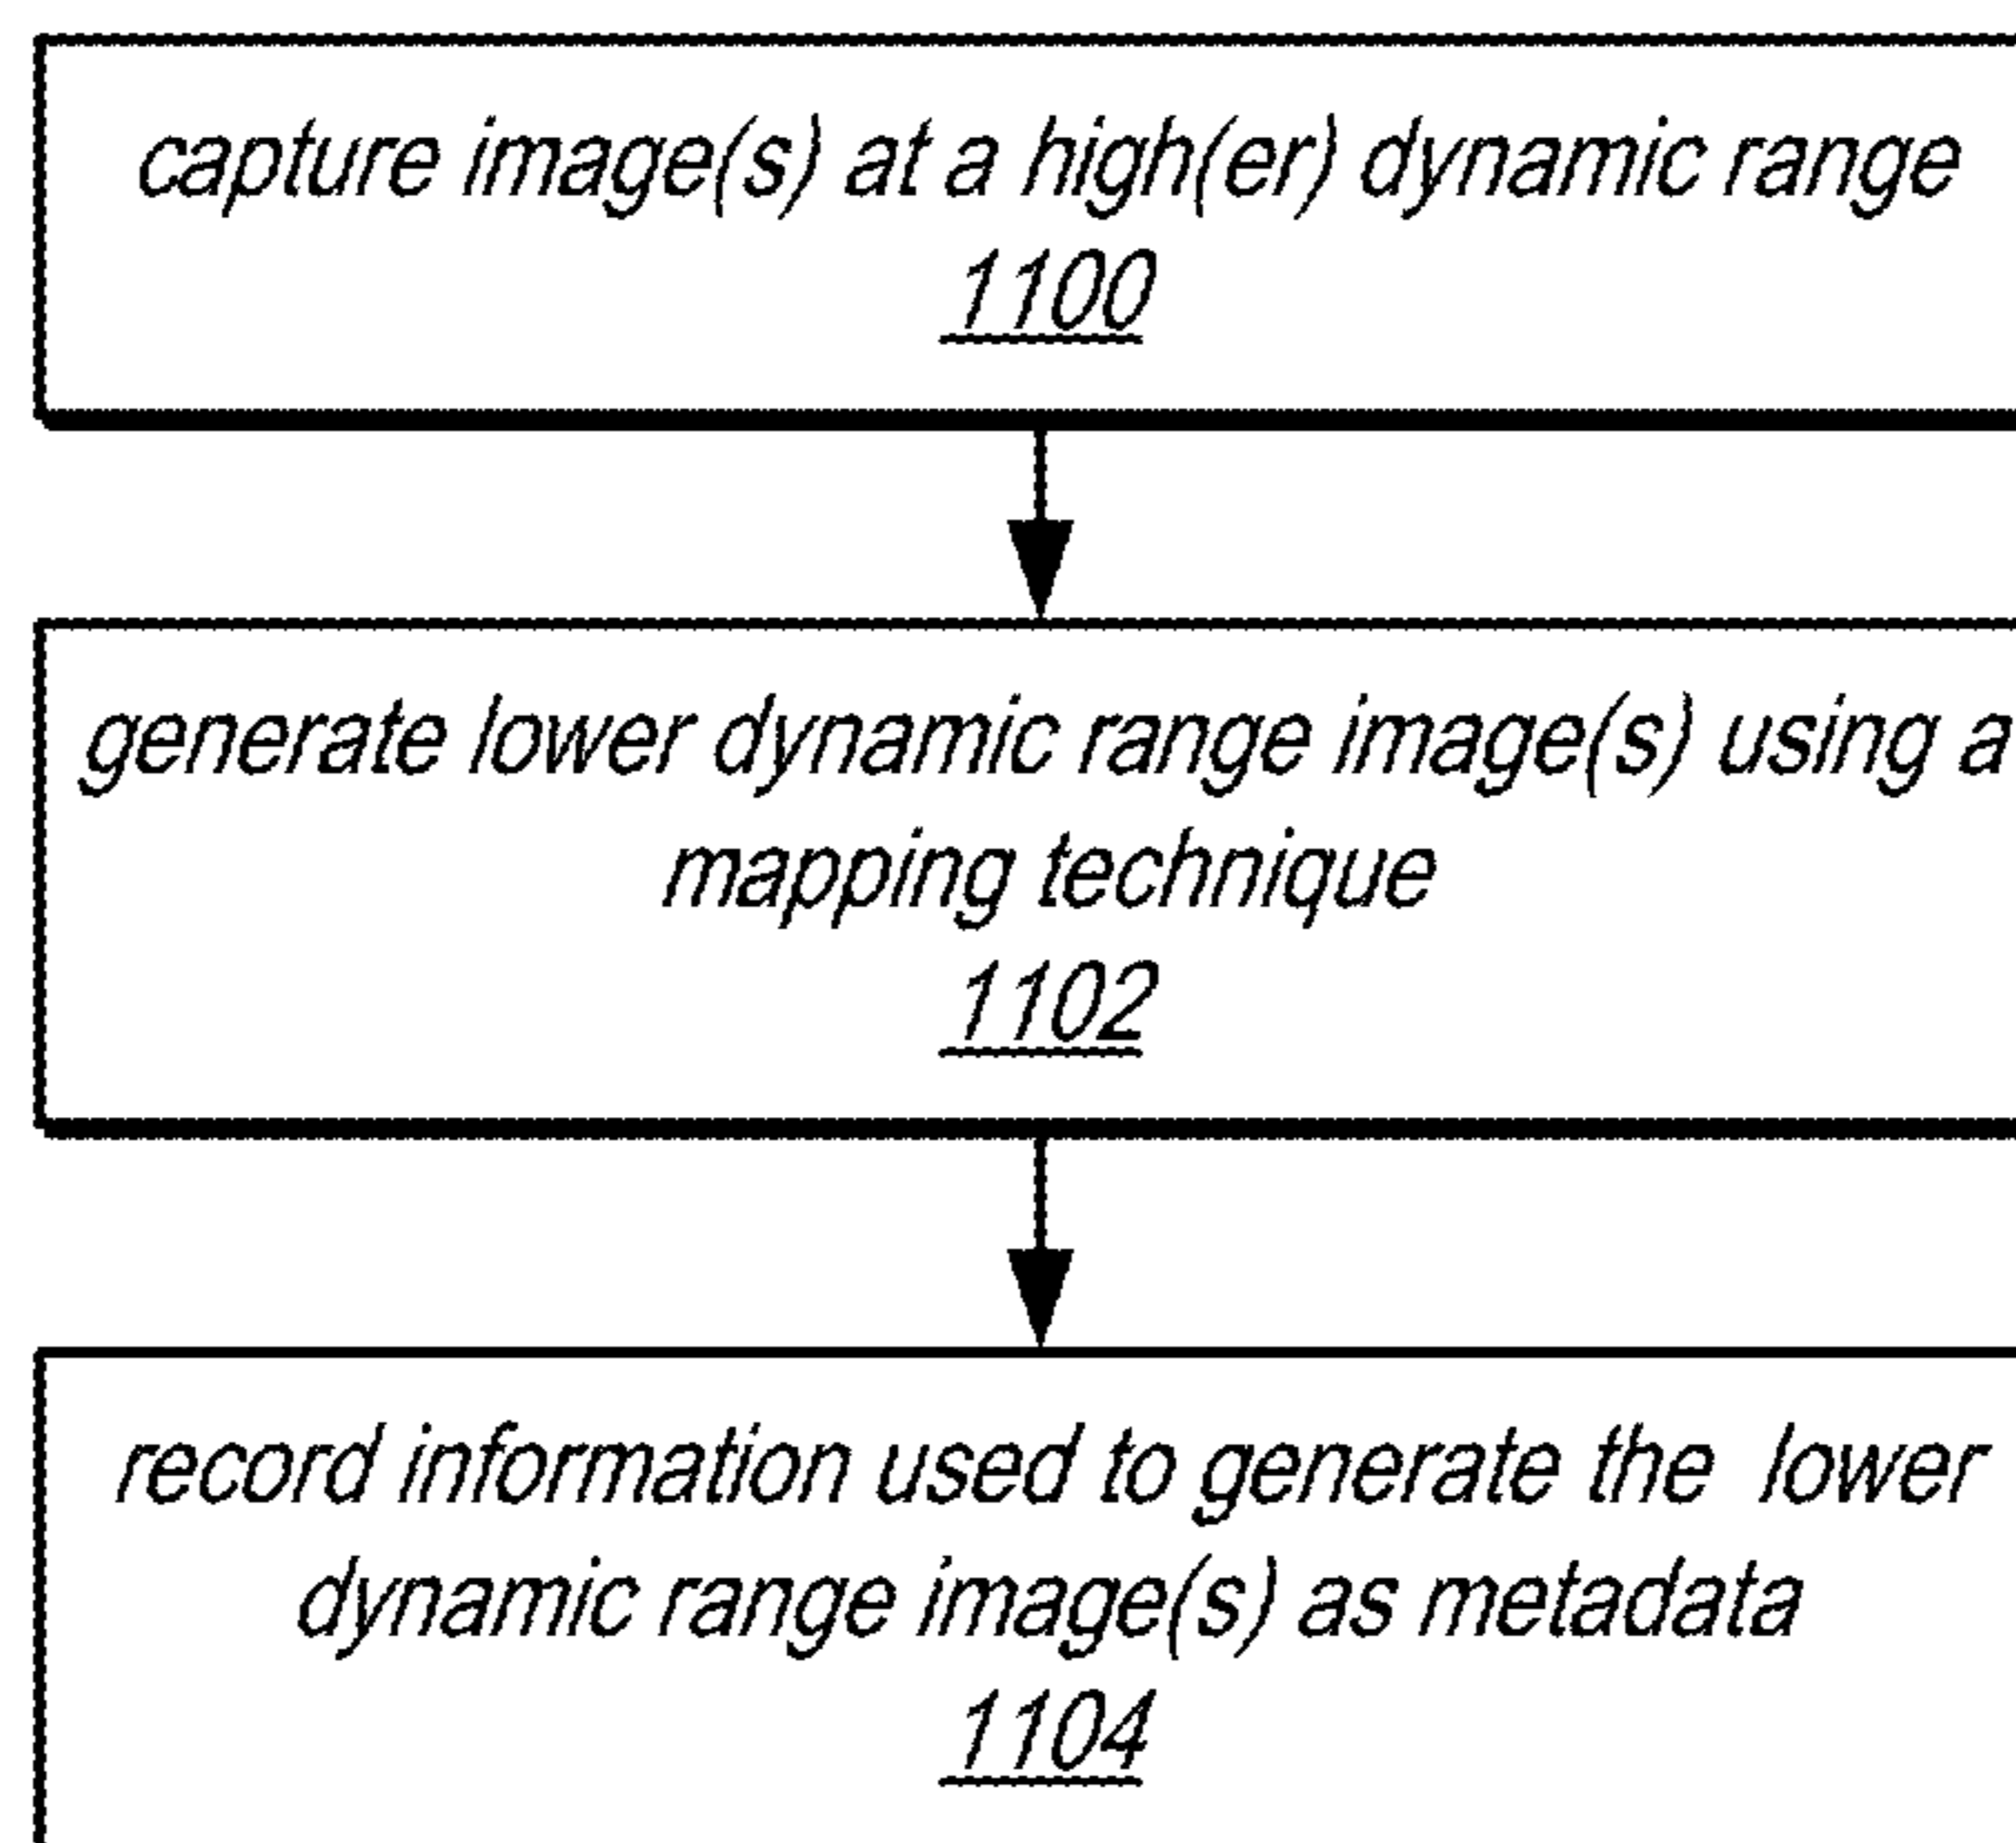 capture image(s) at a high(er) dynamic range
1100
generate lower dynamic range image(s) using a
mapping technique
1102
record information used to generate the lower
dynamic range image(s) as metadata
1104